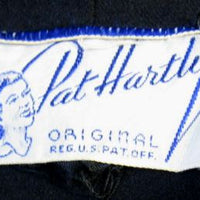 Pat Hartly
ORIGINAL
REG. U.S. PAT. OFF.